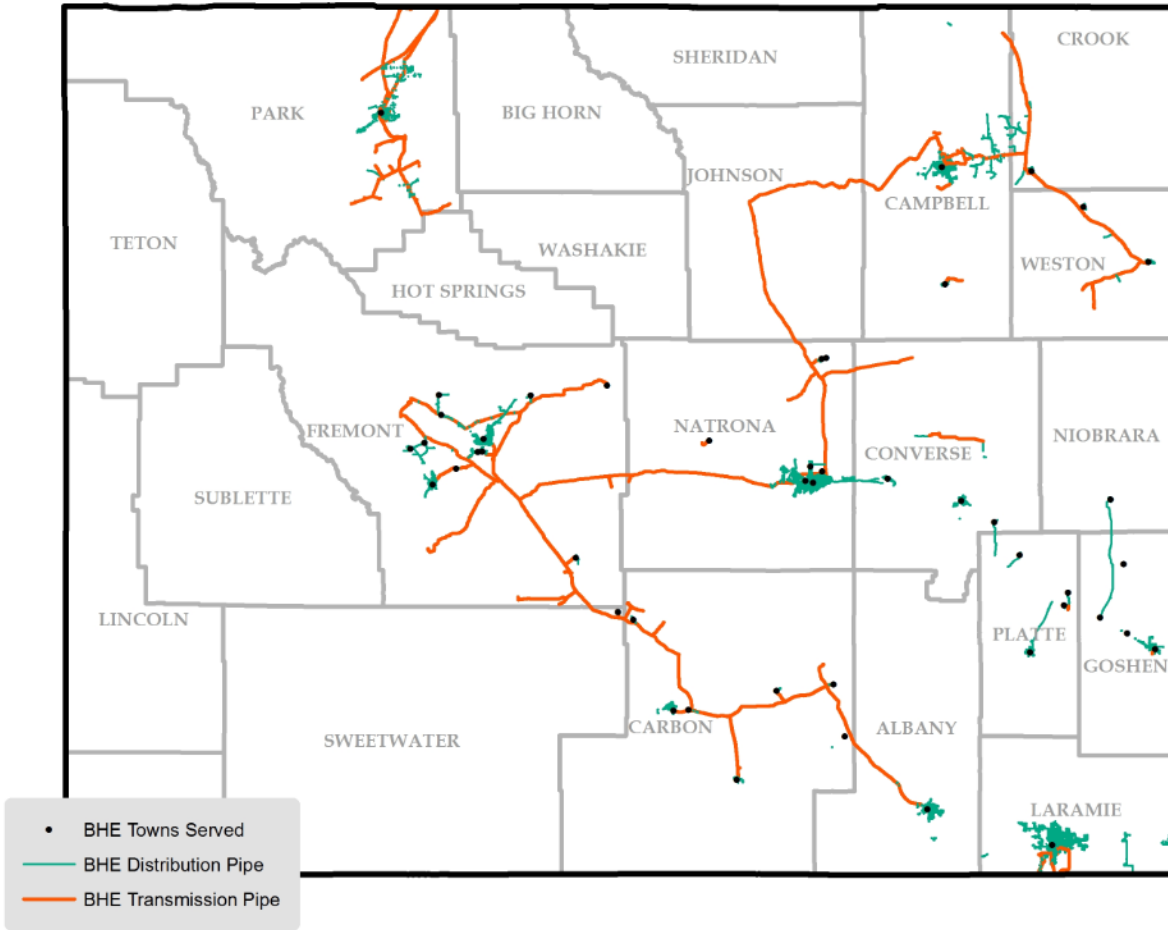 CROOK
SHERIDAN
PARK
BIG HORN
JOHNSON
CAMPBELL
TETON
WASHAKIE
WESTON
HOT SPRINGS
FREMONT
NATRONA
CONVERSE
NIOBRARA
SUBLETTE
LINCOLN
PLATTE
GOSHEN
SWEETWATER
CARBON
ALBANY
LARAMIE
BHE Towns Served
BHE Distribution Pipe
BHE Transmission Pipe